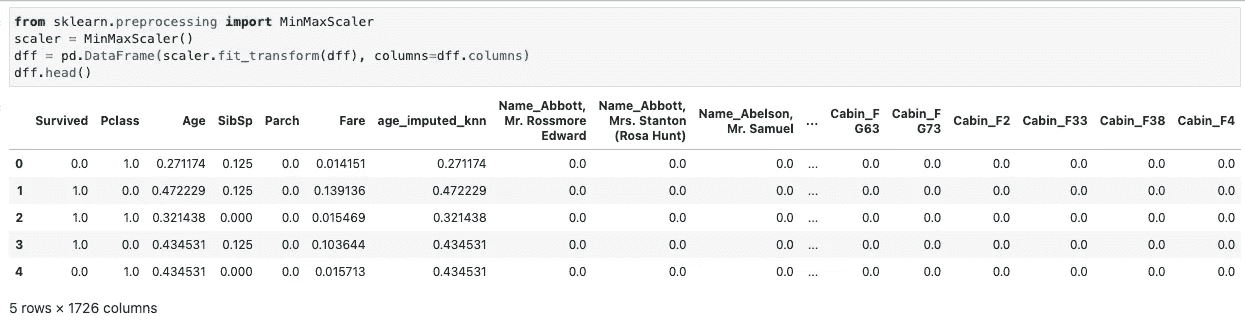 from sklearn.preprocessing import MinMaxScaler
scaler = MinMaxScaler()
dff = pd.DataFrame(scaler.fit_transform(dff), columns=dff.columns)
dff.head()
Survived Pclass Age SibSp Parch Fare age_imputed_knn Name_Abbott, Mr. Rossmore Edward Name_Abbott, Mrs. Stanton (Rosa Hunt) Name_Abelson, Mr. Samuel ... Cabin_F G63 Cabin_F G73 Cabin_F2 Cabin_F33 Cabin_F38 Cabin_F4
0 0.0 1.0 0.271174 0.125 0.0 0.014151 0.271174 0.0 0.0 0.0 ... 0.0 0.0 0.0 0.0 0.0 0.0
1 1.0 0.0 0.472229 0.125 0.0 0.139136 0.472229 0.0 0.0 0.0 ... 0.0 0.0 0.0 0.0 0.0 0.0
2 1.0 1.0 0.321438 0.000 0.0 0.015469 0.321438 0.0 0.0 0.0 ... 0.0 0.0 0.0 0.0 0.0 0.0
3 1.0 0.0 0.434531 0.125 0.0 0.103644 0.434531 0.0 0.0 0.0 ... 0.0 0.0 0.0 0.0 0.0 0.0
4 0.0 1.0 0.434531 0.000 0.0 0.015713 0.434531 0.0 0.0 0.0 ... 0.0 0.0 0.0 0.0 0.0 0.0
5 rows × 1726 columns